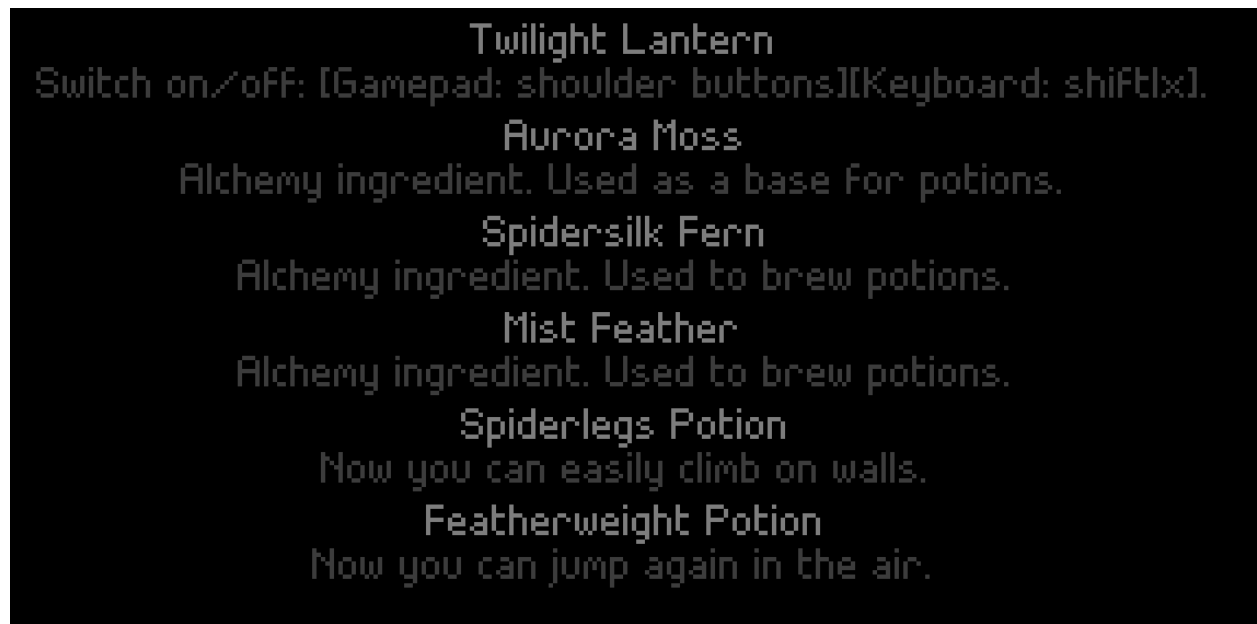 Twilight Lantern
Switch on/off: [Gamepad: shoulder buttons][Keyboard: shift|x].
Aurora Moss
Alchemy ingredient. Used as a base for potions.
Spidersilk Fern
Alchemy ingredient. Used to brew potions.
Mist Feather
Alchemy ingredient. Used to brew potions.
Spiderlegs Potion
Now you can easily climb on walls.
Featherweight Potion
Now you can jump again in the air.